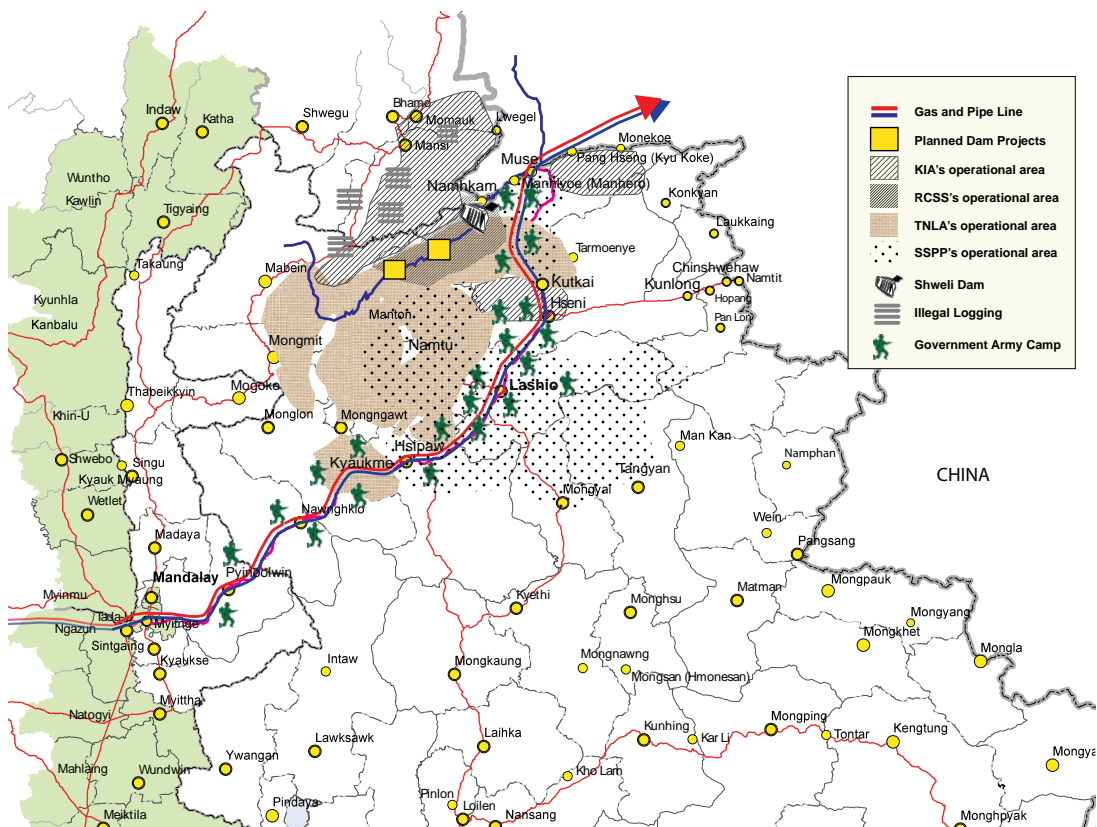 Indaw
Katha
Shwegu
Bhamo
Momauk
Lwegel
Mansi
Monekoe
Muse
Pang Hseng (Kyu Koke)
Wuntho
Kawlin
Namhkam
Manhlyoe (Manhero)
Konkyan
Tigyaing
Laukkaing
Tarmoenye
Takaung
Mabein
Chinshwehaw
Kunlong
Namtit
Kutkai
Hopang
Kyunhla
Hseni
Kanbalu
Manton
Pan Lon
Namtu
Mongmit
Mogoke
Lashio
Thabeikkyin
Khin-U
Monglon
Mongngawt
Man Kan
Hsipaw
Shwebo
Singu
Kyaukme
Namphan
Kyauk Myaung
Tangyan
CHINA
Wetlet
Mongyai
Nawnghkio
Wein
Madaya
Pangsang
Mandalay
Pyinoolwin
Mongpauk
Myinmu
Kyethi
Monghsu
Matman
Tada-U
Mongyang
Ngazun
Myitnge
Sintgaing
Mongkhet
Mongla
Kyaukse
Intaw
Mongkaung
Mongnawng
Mongsan (Hmonesan)
Myittha
Natogyi
Kunhing
Mongping
Kengtung
Kar Li
Tontar
Laihka
Lawksawk
Mongya
Ywangan
Mahlaing
Wundwin
Kho Lam
Pinlon
Pindaya
Loilen
Meiktila
Nansang
Monghpyak
Gas and Pipe Line
Planned Dam Projects
KIA's operational area
RCSS's operational area
TNLA's operational area
SSPP's operational area
Shweli Dam
Illegal Logging
Government Army Camp